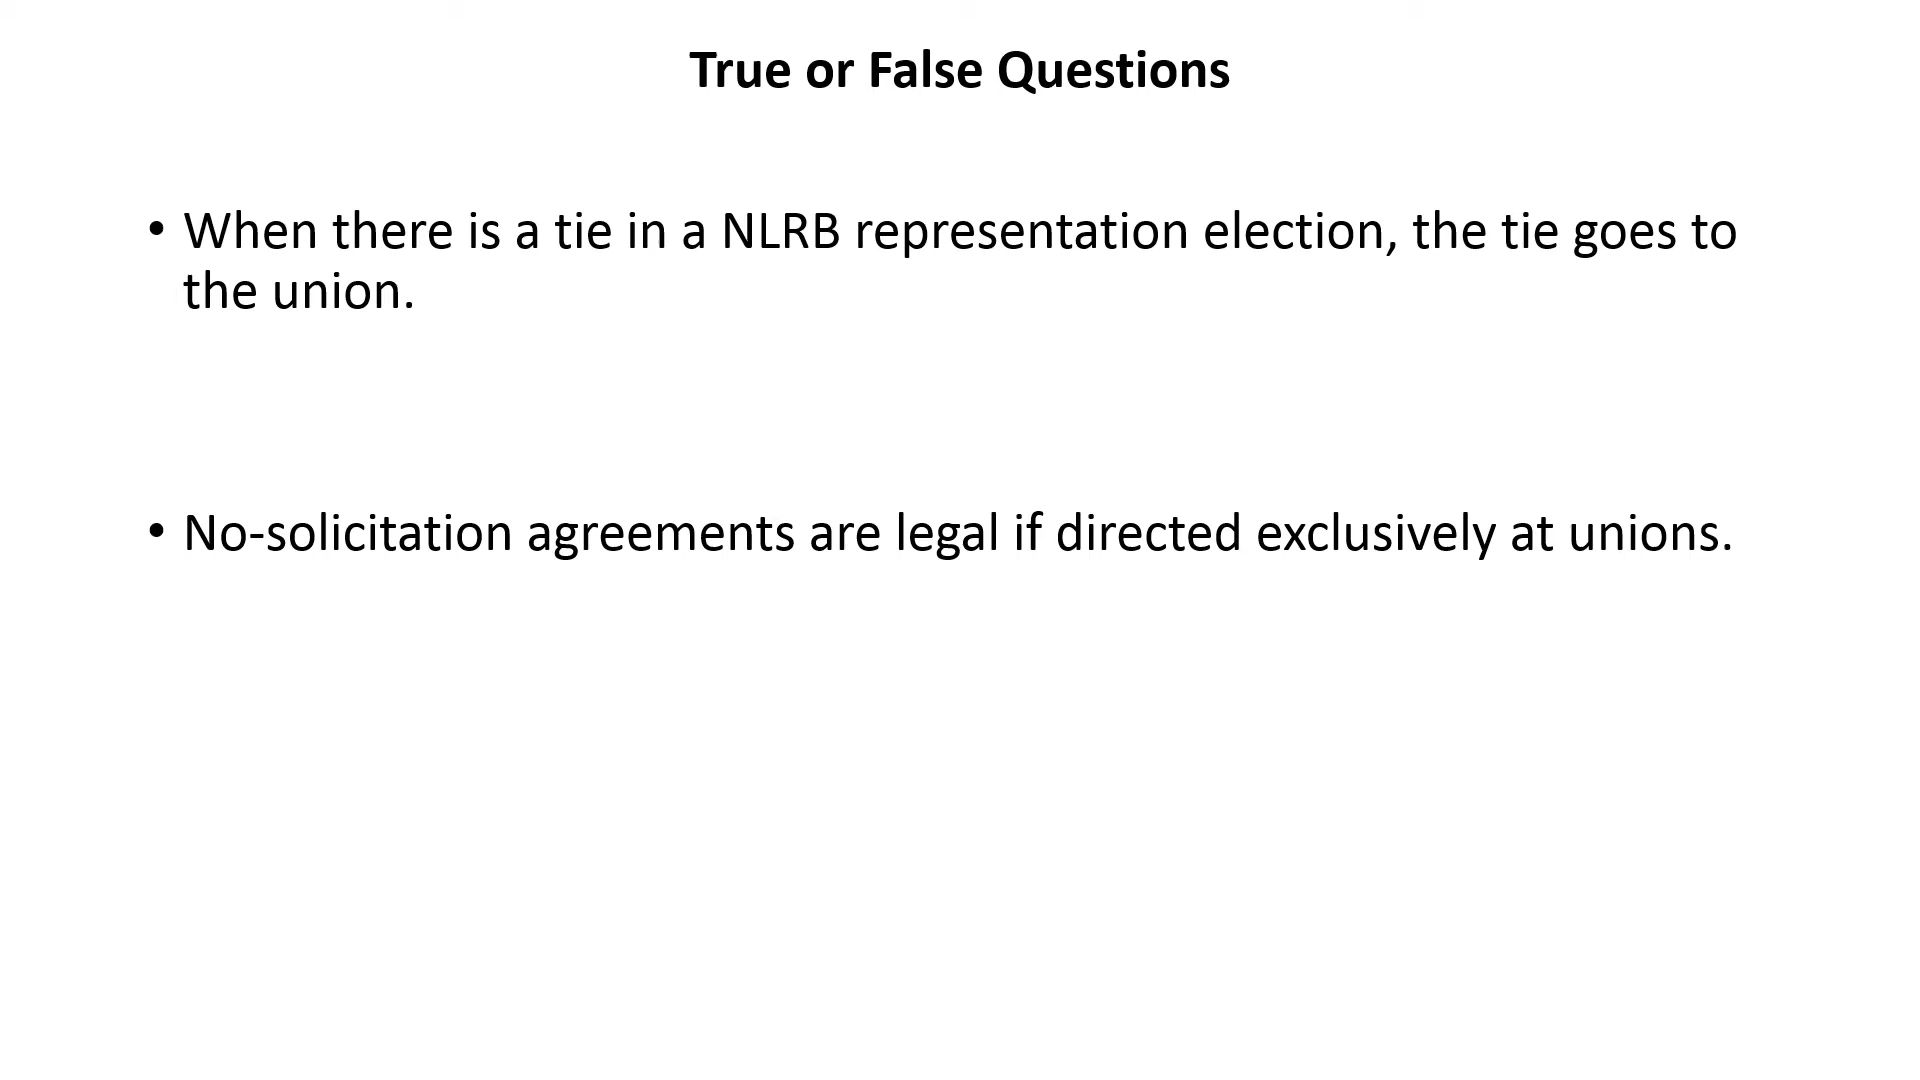 True or False Questions
• When there is a tie in a NLRB representation election, the tie goes to
the union.
• No-solicitation agreements are legal if directed exclusively at unions.